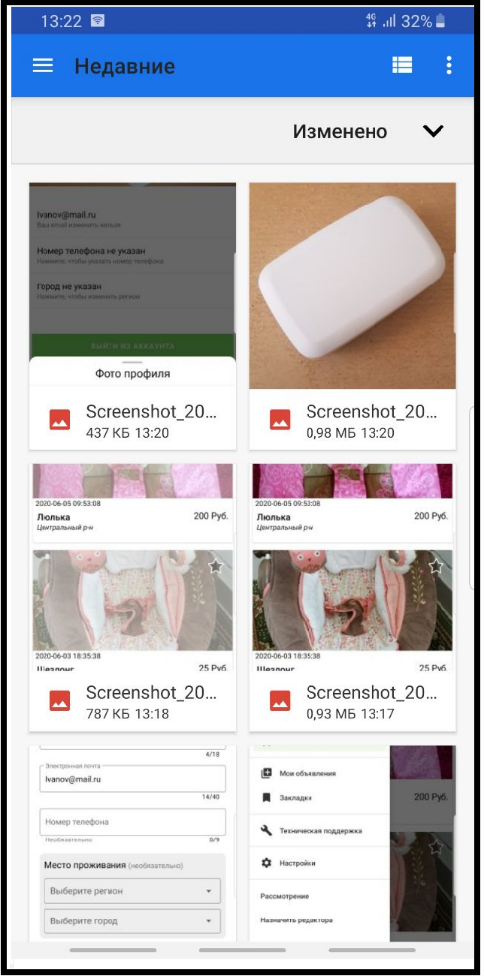 13:22 4G 32%
Недавние
Изменено
Ivanov@mail.ru
Ваш email изменить нельзя
Номер телефона не указан
Нажмите, чтобы указать номер телефона
Город не указан
Нажмите, чтобы изменить регион
ВЫЙТИ ИЗ АККАУНТА
Фото профиля
Screenshot_20...
437 КБ 13:20
Screenshot_20...
0,98 МБ 13:20
2020-06-05 09:53:08
Люлька 200 Руб.
Центральный р-н
2020-06-03 18:35:38
Шезлонг 25 Руб.
Screenshot_20...
787 КБ 13:18
2020-06-05 09:53:08
Люлька 200 Руб.
Центральный р-н
2020-06-03 18:35:38
Шезлонг 25 Руб.
Screenshot_20...
0,93 МБ 13:17
4/18
Электронная почта
Ivanov@mail.ru
14/40
Номер телефона
Необязательно 0/9
Место проживания (необязательно)
Выберите регион
Выберите город
Мои объявления
Закладки
200 Руб.
Техническая поддержка
Настройки
Рассмотрение
Назначить редактора